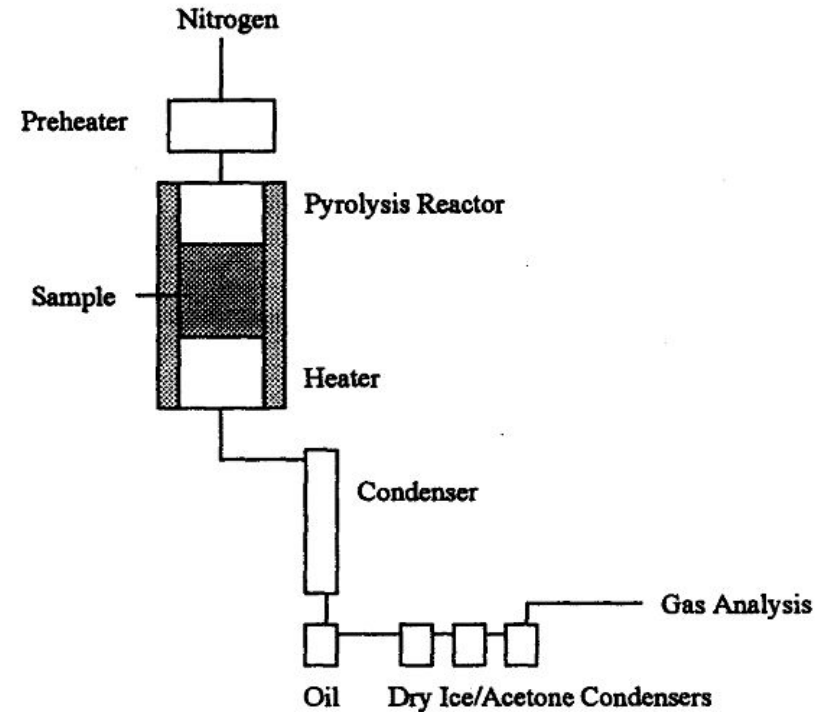 Nitrogen
Preheater
Pyrolysis Reactor
Sample
Heater
Condenser
Gas Analysis
Oil
Dry Ice/Acetone Condensers